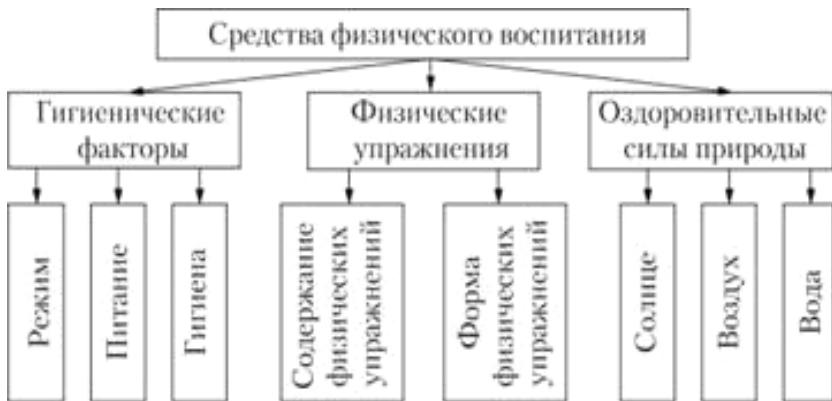 Средства физического воспитания
Гигиенические
факторы
Физические
упражнения
Оздоровительные
силы природы
Режим
Питание
Гигиена
Содержание
физических
упражнений
Форма
физических
упражнений
Солнце
Воздух
Вода